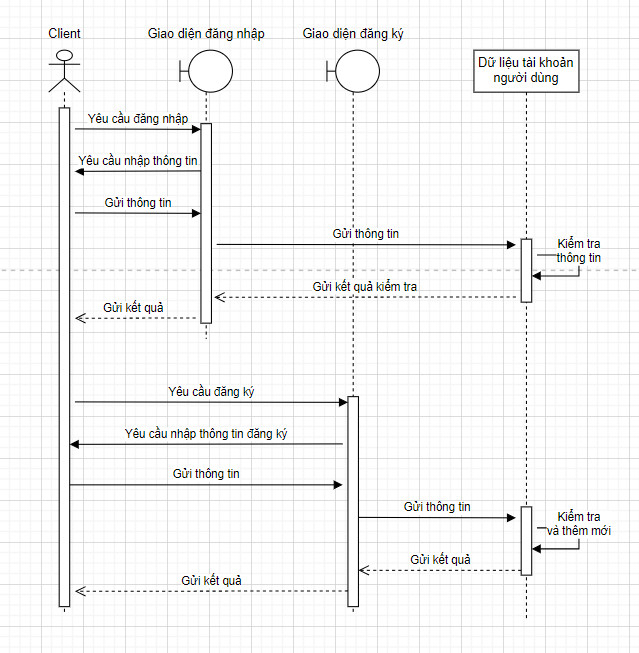 Client
Giao diện đăng nhập
Giao diện đăng ký
Dữ liệu tài khoản
người dùng
Yêu cầu đăng nhập
Yêu cầu nhập thông tin
Gửi thông tin
Gửi thông tin
Kiểm tra
thông tin
Gửi kết quả kiểm tra
Gửi kết quả
Yêu cầu đăng ký
Yêu cầu nhập thông tin đăng ký
Gửi thông tin
Gửi thông tin
Kiểm tra
và thêm mới
Gửi kết quả
Gửi kết quả